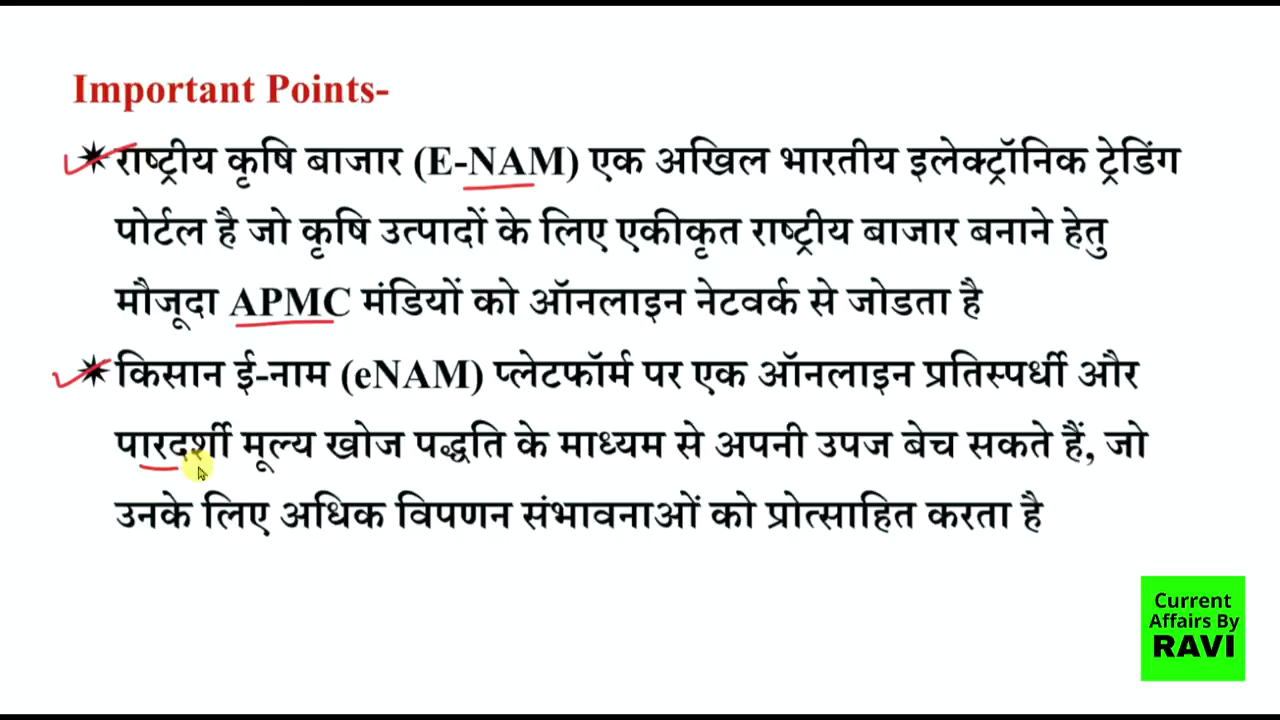 Important Points-
✷ राष्ट्रीय कृषि बाजार (E-NAM) एक अखिल भारतीय इलेक्ट्रॉनिक ट्रेडिंग
पोर्टल है जो कृषि उत्पादों के लिए एकीकृत राष्ट्रीय बाजार बनाने हेतु
मौजूदा APMC मंडियों को ऑनलाइन नेटवर्क से जोडता है
✷ किसान ई-नाम (eNAM) प्लेटफॉर्म पर एक ऑनलाइन प्रतिस्पर्धी और
पारदर्शी मूल्य खोज पद्धति के माध्यम से अपनी उपज बेच सकते हैं, जो
उनके लिए अधिक विपणन संभावनाओं को प्रोत्साहित करता है
Current
Affairs By
RAVI